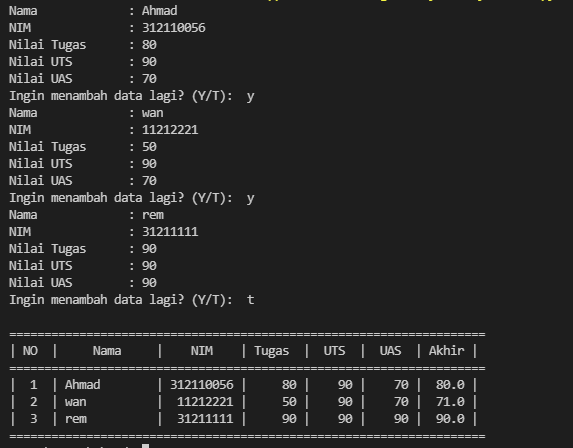 Nama : Ahmad
NIM : 312110056
Nilai Tugas : 80
Nilai UTS : 90
Nilai UAS : 70
Ingin menambah data lagi? (Y/T): y
Nama : wan
NIM : 11212221
Nilai Tugas : 50
Nilai UTS : 90
Nilai UAS : 70
Ingin menambah data lagi? (Y/T): y
Nama : rem
NIM : 31211111
Nilai Tugas : 90
Nilai UTS : 90
Nilai UAS : 90
Ingin menambah data lagi? (Y/T): t
====================================================================
| NO | Nama | NIM | Tugas | UTS | UAS | Akhir |
====================================================================
| 1 | Ahmad | 312110056 | 80 | 90 | 70 | 80.0 |
| 2 | wan | 11212221 | 50 | 90 | 70 | 71.0 |
| 3 | rem | 31211111 | 90 | 90 | 90 | 90.0 |
====================================================================